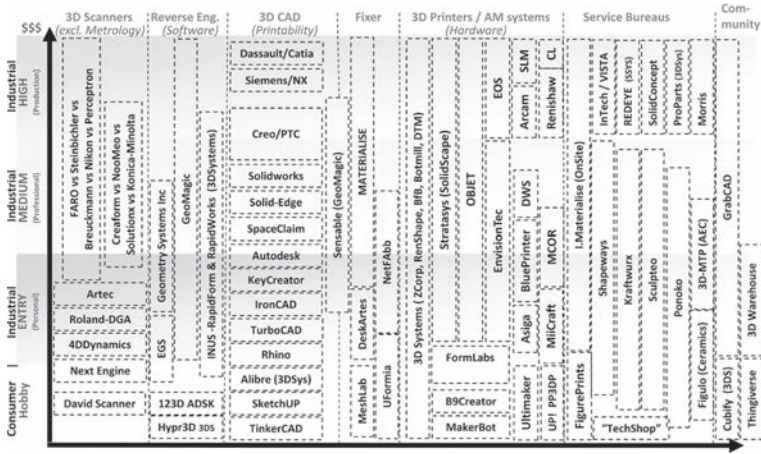 $$$
3D Scanners
(excl. Metrology)
Reverse Eng.
(Software)
3D CAD
(Printability)
Fixer
3D Printers / AM systems
(Hardware)
Service Bureaus
Com-
munity
Industrial
HIGH
(Production)
Industrial
MEDIUM
(Professional)
Industrial
ENTRY
(Personal)
Consumer |
Hobby
FARO vs Steinbichler vs
Breuckmann vs Nikon vs Perceptron
Creaform vs NooMeo vs
Solutionx vs Konica-Minolta
Artec
Roland-DGA
4DDynamics
Next Engine
David Scanner
Geometry Systems Inc
EGS
GeoMagic
INUS -RapidForm & RapidWorks (3DSystems)
123D ADSK
Hypr3D 3DS
Dassault/Catia
Siemens/NX
Creo/PTC
Solidworks
Solid-Edge
SpaceClaim
Autodesk
KeyCreator
IronCAD
TurboCAD
Rhino
Alibre (3DSys)
SketchUP
TinkerCAD
Sensable (GeoMagic)
MATERIALISE
DeskArtes
MeshLab
NetFAbb
UFormia
3D Systems ( ZCorp, RenShape, BfB, Botmill, DTM)
Stratasys (SolidScape)
OBJET
EOS
EnvisionTec
FormLabs
B9Creator
MakerBot
SLM
Arcam
DWS
BluePrinter
Asiga
Ultimaker
CL
Renishaw
MCOR
MiiCraft
UP! PP3DP
I.Materialise (OnSite)
FigurePrints
InTech / VISTA
REDEYE (SSYS)
SolidConcept
ProParts (3DSys)
Morris
Shapeways
Kraftwurx
Sculpteo
Ponoko
3D-MTP (AEC)
Figulo (Ceramics)
"TechShop"
GrabCAD
Cubify (3DS)
3D Warehouse
Thingiverse